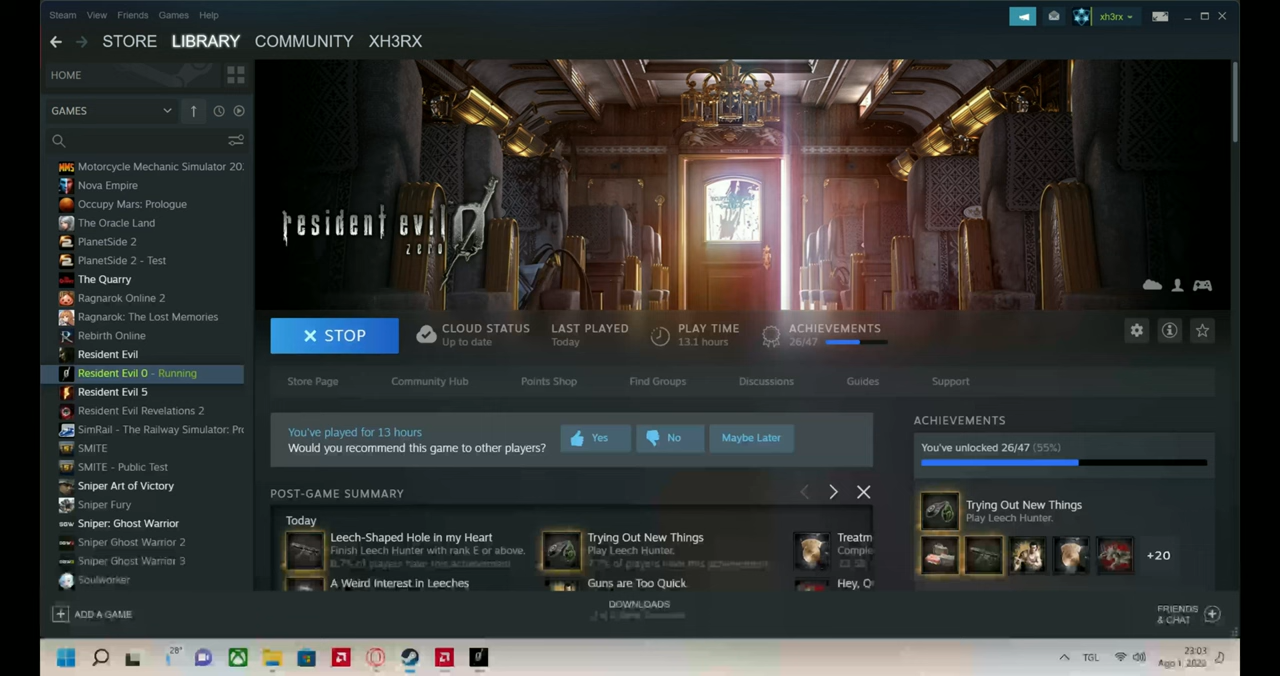 Steam View Friends Games Help
xh3rx
STORE LIBRARY COMMUNITY XH3RX
HOME
GAMES
Motorcycle Mechanic Simulator 20
Nova Empire
Occupy Mars: Prologue
The Oracle Land
PlanetSide 2
PlanetSide 2 - Test
The Quarry
Ragnarok Online 2
Ragnarok: The Lost Memories
Rebirth Online
Resident Evil
Resident Evil 0 - Running
Resident Evil 5
Resident Evil Revelations 2
SimRail - The Railway Simulator: Pr
SMITE
SMITE - Public Test
Sniper Art of Victory
Sniper Fury
Sniper: Ghost Warrior
Sniper Ghost Warrior 2
Sniper Ghost Warrior 3
Soulworker
ADD A GAME
resident evil 0
zero
STOP
CLOUD STATUS
Up to date
LAST PLAYED
Today
PLAY TIME
13.1 hours
ACHIEVEMENTS
26/47
Store Page Community Hub Points Shop Find Groups Discussions Guides Support
You've played for 13 hours
Would you recommend this game to other players?
Yes No Maybe Later
POST-GAME SUMMARY
Today
Leech-Shaped Hole in my Heart
Finish Leech Hunter with rank E or above.
Trying Out New Things
Play Leech Hunter.
Treatm
Comple
A Weird Interest in Leeches
Guns are Too Quick
Hey, O
ACHIEVEMENTS
You've unlocked 26/47 (55%)
Trying Out New Things
Play Leech Hunter.
+20
DOWNLOADS
FRIENDS
& CHAT
28°
TGL
23:03